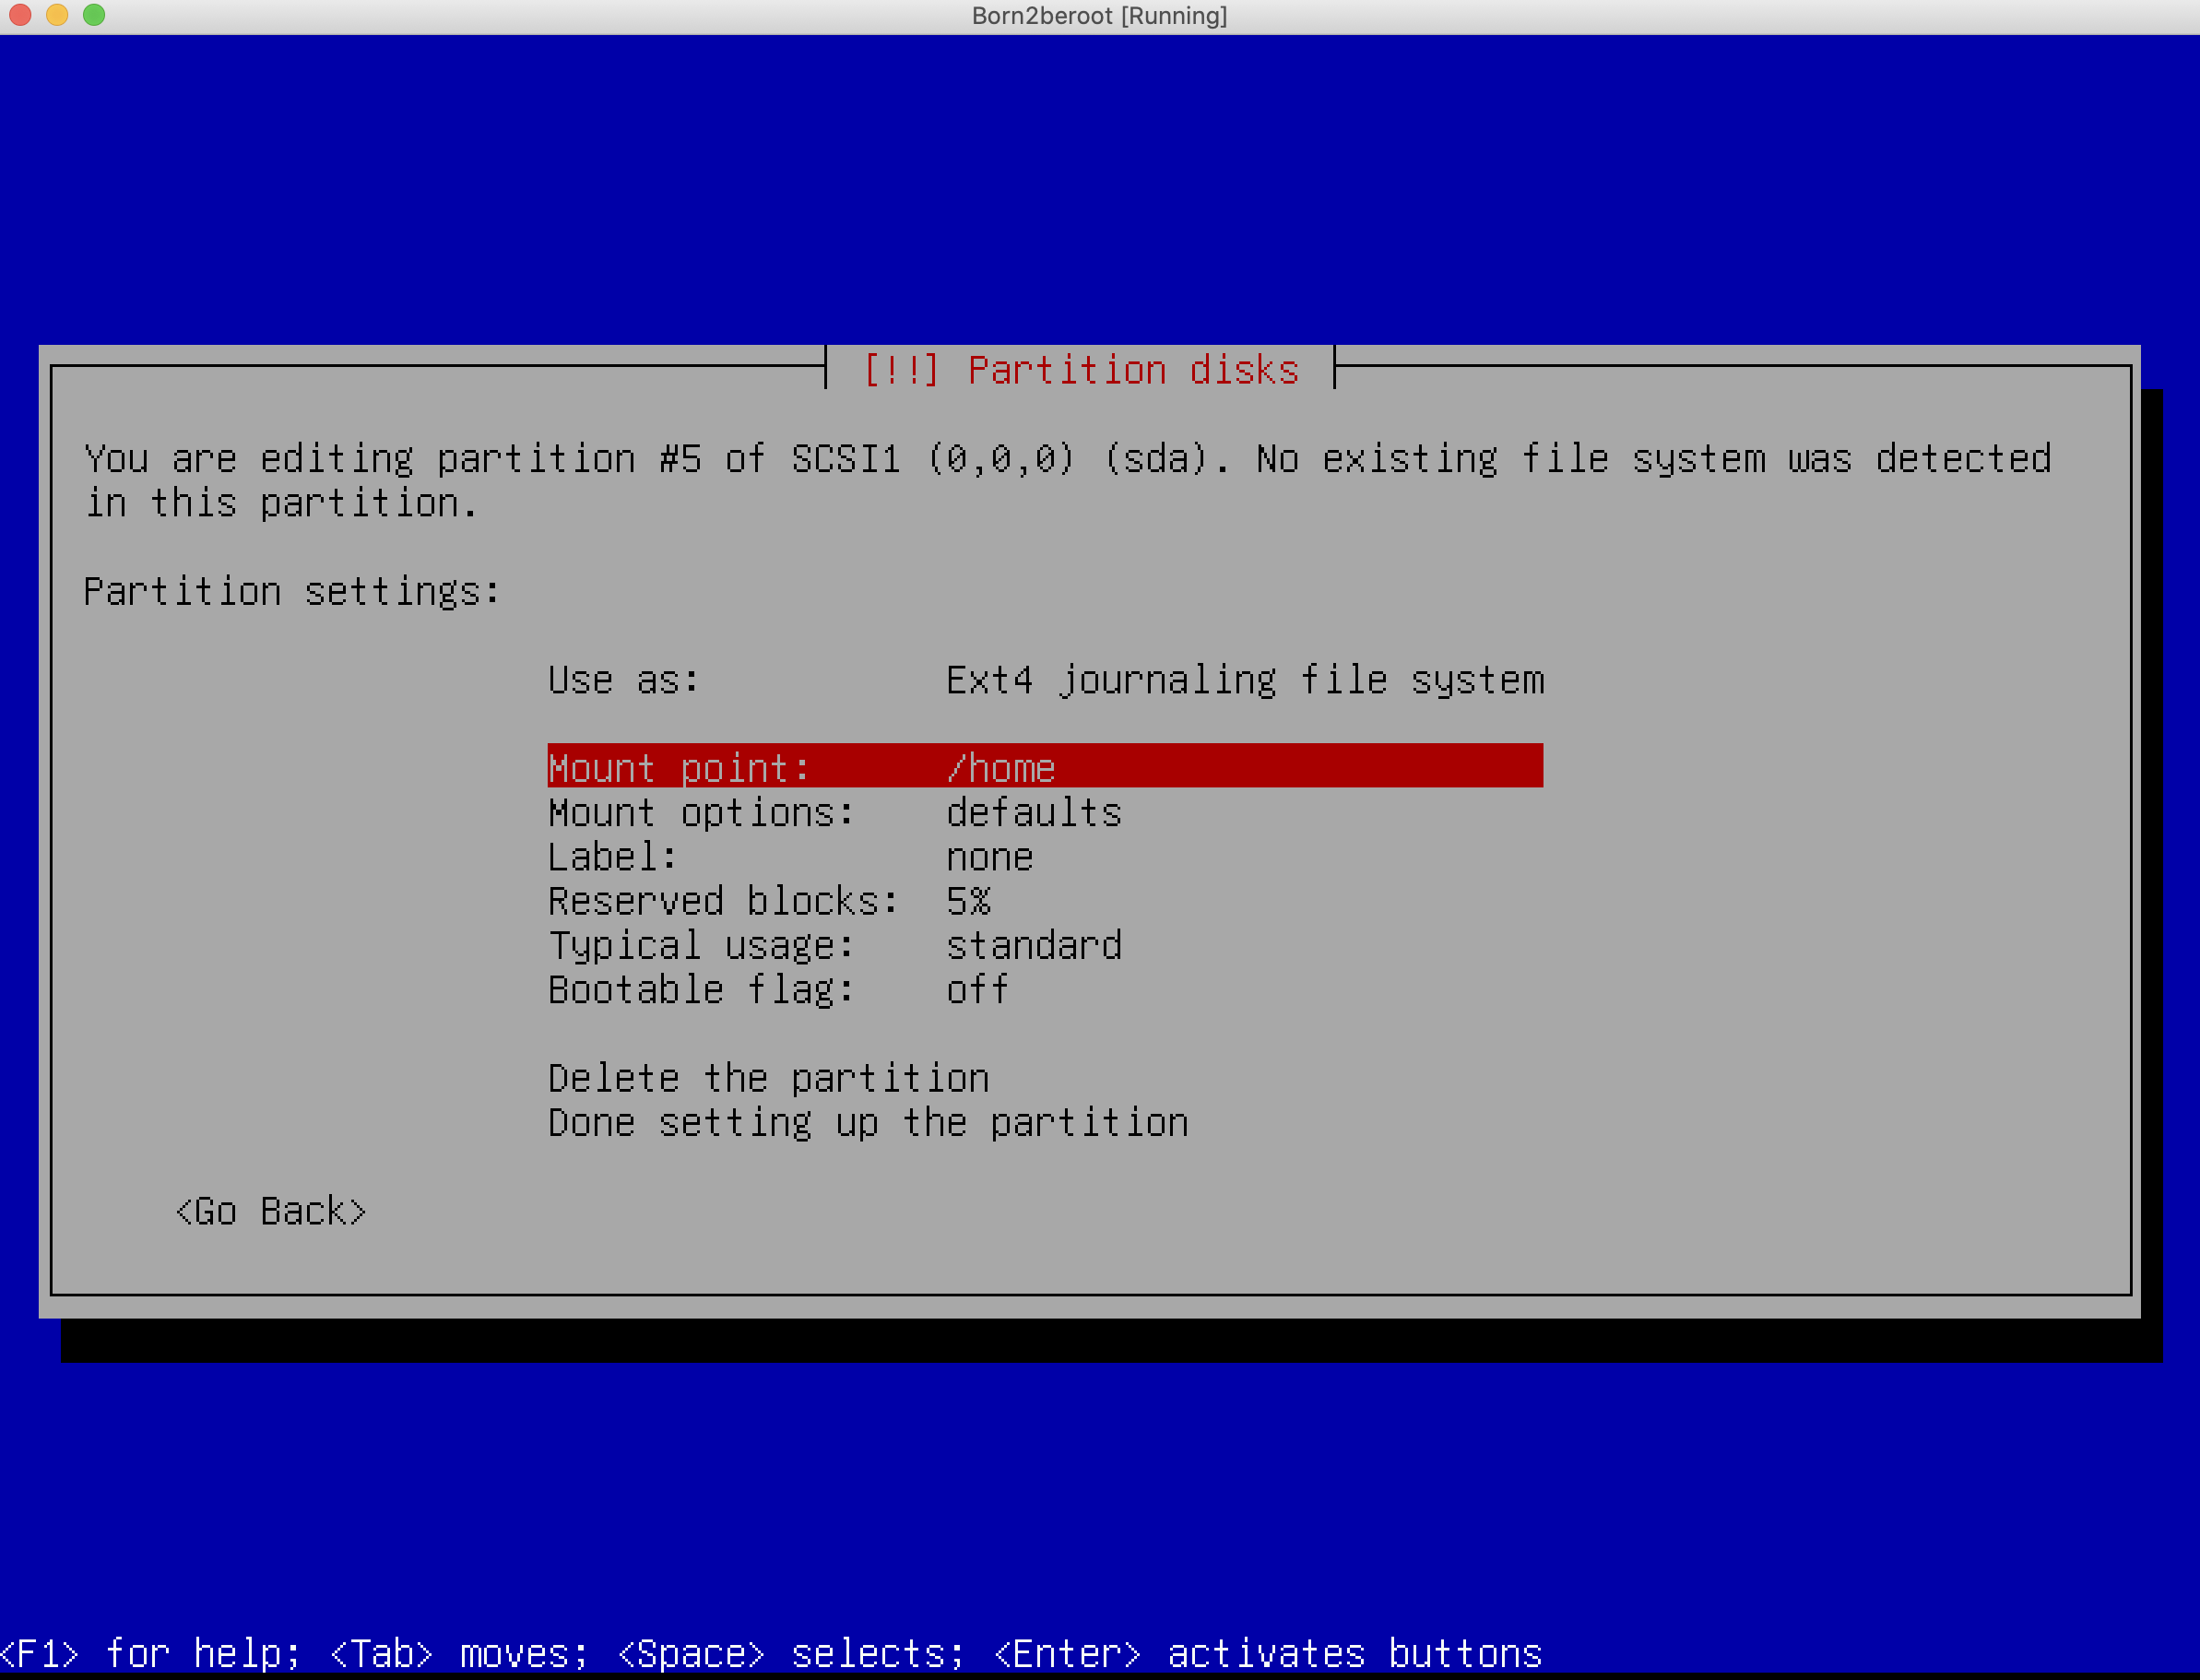 Born2beroot [Running]
[!!] Partition disks
You are editing partition #5 of SCSI1 (0,0,0) (sda). No existing file system was detected
in this partition.
Partition settings:
Use as: Ext4 journaling file system
Mount point: /home
Mount options: defaults
Label: none
Reserved blocks: 5%
Typical usage: standard
Bootable flag: off
Delete the partition
Done setting up the partition
<Go Back>
<F1> for help; <Tab> moves; <Space> selects; <Enter> activates buttons